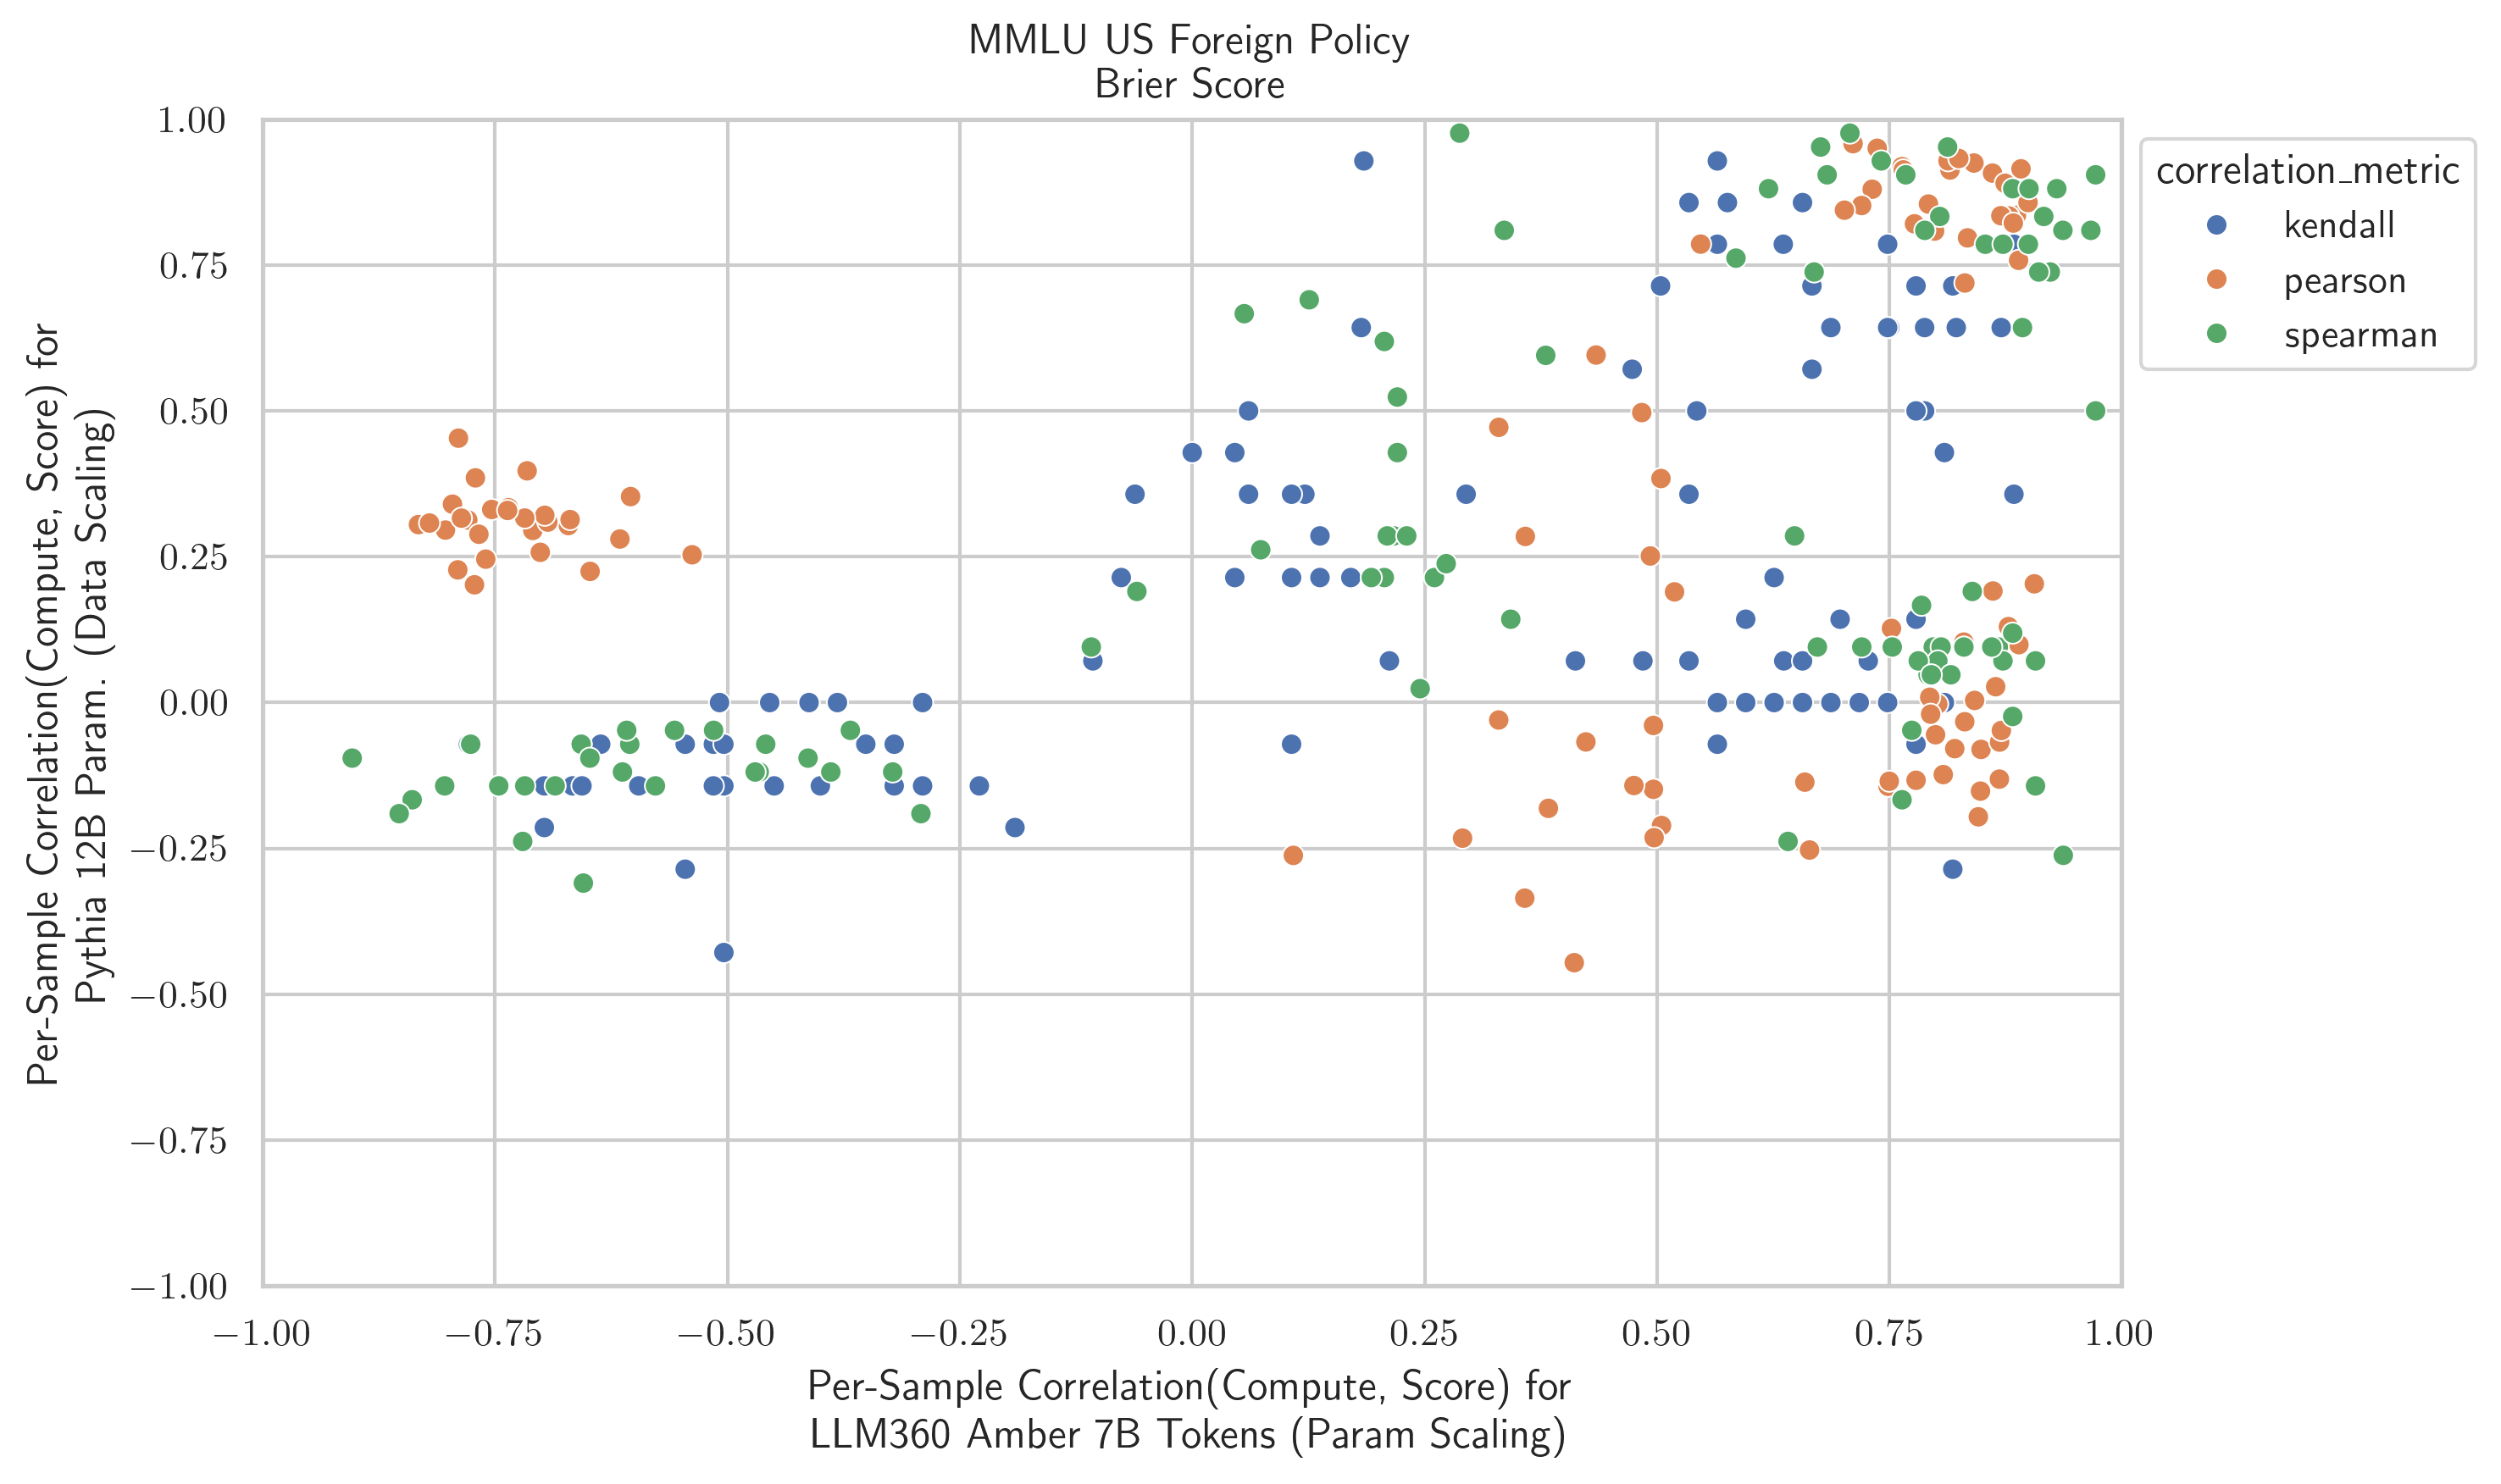 MMLU US Foreign Policy
Brier Score
1.00
0.75
0.50
0.25
0.00
−0.25
−0.50
−0.75
−1.00
Per-Sample Correlation(Compute, Score) for
Pythia 12B Param. (Data Scaling)
correlation_metric
kendall
pearson
spearman
−1.00
−0.75
−0.50
−0.25
0.00
0.25
0.50
0.75
1.00
Per-Sample Correlation(Compute, Score) for
LLM360 Amber 7B Tokens (Param Scaling)